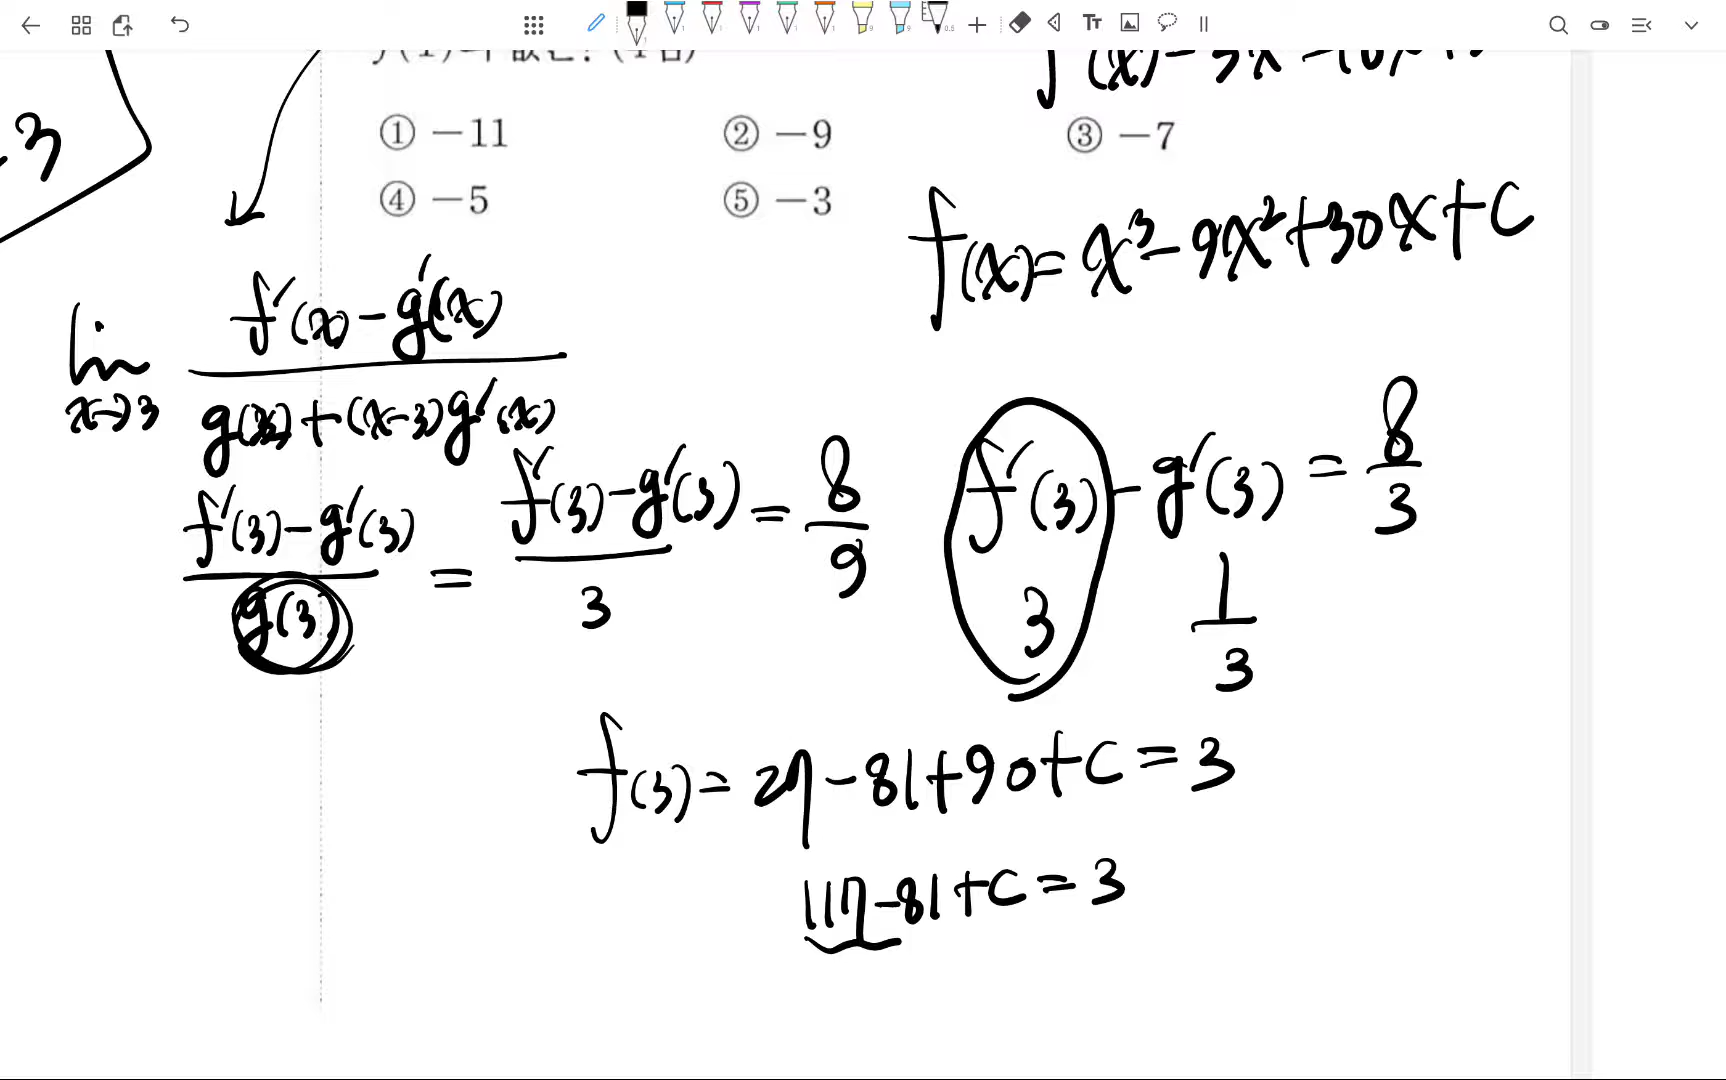 ① −11 ② −9 ③ −7
④ −5 ⑤ −3
3
f(x)= x³−9x²+30x+C
lim x→3 f'(x)−g'(x) / g(x)+(x−3)g'(x)
f'(3)−g'(3) / g(3) = f'(3)−g'(3) / 3 = 8/9
f'(3)−g'(3) = 8/3
3 1/3
f(3)= 27−81+90+C=3
117−81+C=3